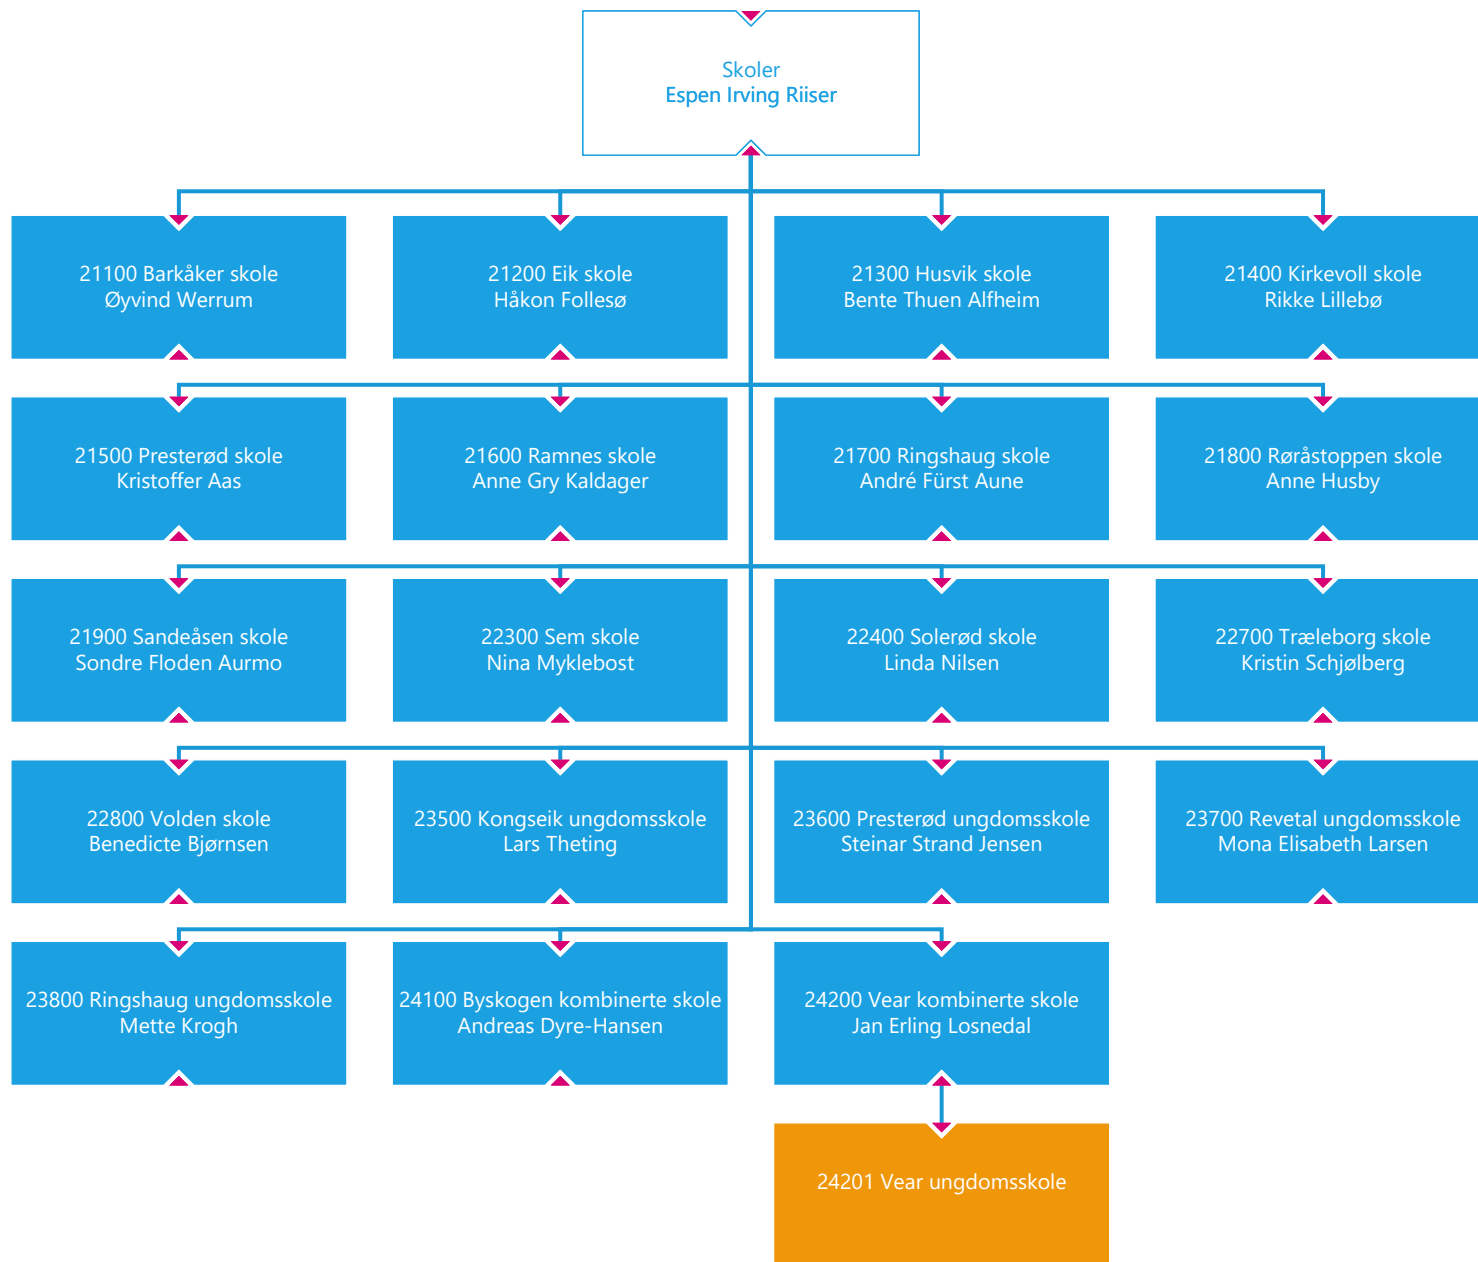 Skoler
Espen Irving Riiser
21100 Barkåker skole
Øyvind Werrum
21200 Eik skole
Håkon Follesø
21300 Husvik skole
Bente Thuen Alfheim
21400 Kirkevoll skole
Rikke Lillebø
21500 Presterød skole
Kristoffer Aas
21600 Ramnes skole
Anne Gry Kaldager
21700 Ringshaug skole
André Fürst Aune
21800 Røråstoppen skole
Anne Husby
21900 Sandeåsen skole
Sondre Floden Aurmo
22300 Sem skole
Nina Myklebost
22400 Solerød skole
Linda Nilsen
22700 Træleborg skole
Kristin Schjølberg
22800 Volden skole
Benedicte Bjørnsen
23500 Kongseik ungdomsskole
Lars Theting
23600 Presterød ungdomsskole
Steinar Strand Jensen
23700 Revetal ungdomsskole
Mona Elisabeth Larsen
23800 Ringshaug ungdomsskole
Mette Krogh
24100 Byskogen kombinerte skole
Andreas Dyre-Hansen
24200 Vear kombinerte skole
Jan Erling Losnedal
24201 Vear ungdomsskole